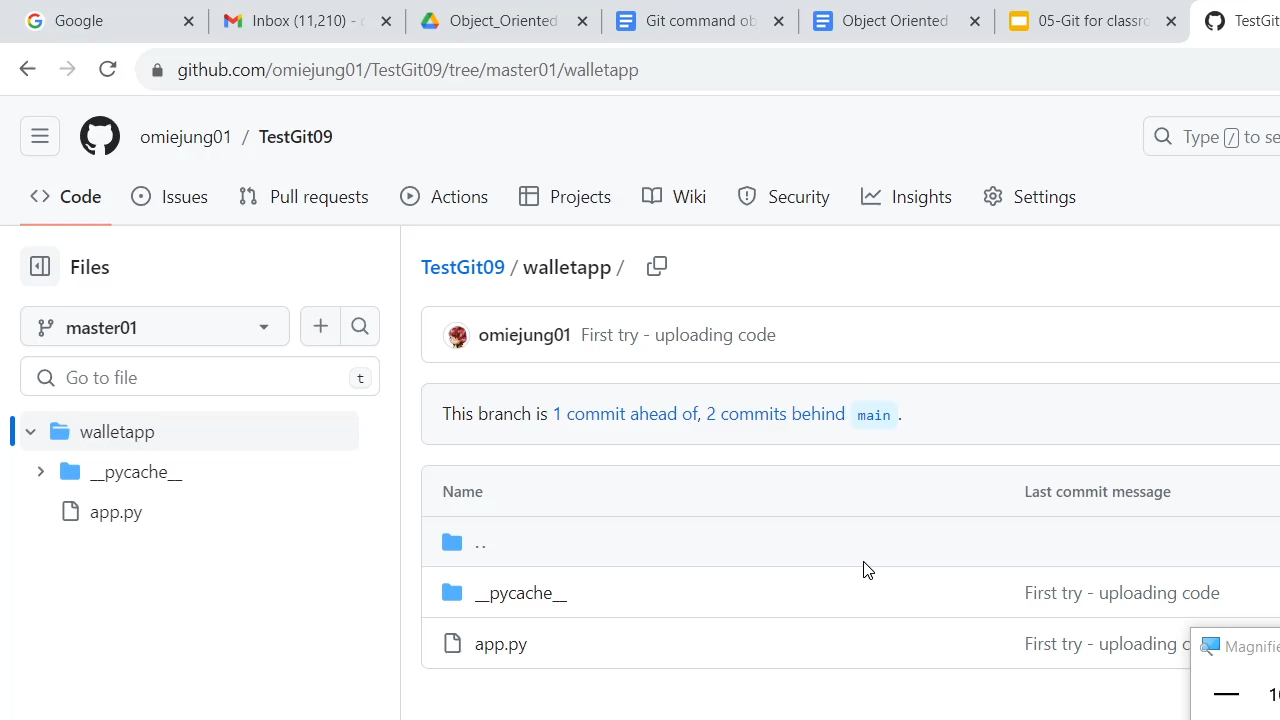 Google
Inbox (11,210) -
Object_Oriented
Git command
Object Oriented
05-Git for
TestGit
github.com/omiejung01/TestGit09/tree/master01/walletapp
omiejung01 / TestGit09
Type / to se
Code
Issues
Pull requests
Actions
Projects
Wiki
Security
Insights
Settings
Files
master01
Go to file
t
walletapp
__pycache__
app.py
TestGit09 / walletapp /
omiejung01 First try - uploading code
This branch is 1 commit ahead of, 2 commits behind main .
Name
Last commit message
..
__pycache__
First try - uploading code
app.py
First try - uploading c
Magnifie